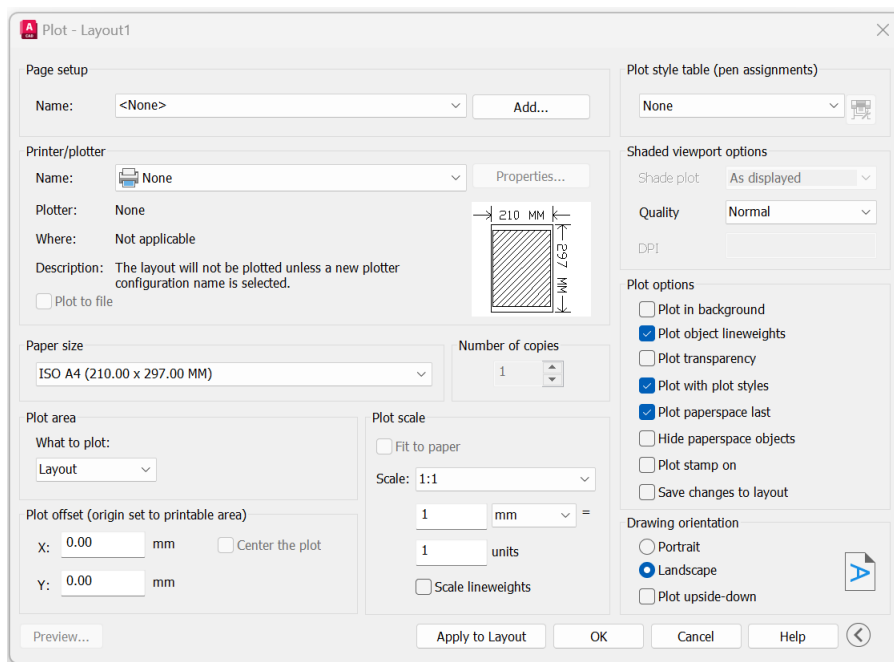 A CAD Plot - Layout1
Page setup
Name: <None> Add...
Printer/plotter
Name: None Properties...
Plotter: None
Where: Not applicable
Description: The layout will not be plotted unless a new plotter
configuration name is selected.
Plot to file
210 MM
297 MM
Paper size
ISO A4 (210.00 x 297.00 MM)
Number of copies
1
Plot area
What to plot:
Layout
Plot offset (origin set to printable area)
X: 0.00 mm Center the plot
Y: 0.00 mm
Plot scale
Fit to paper
Scale: 1:1
1 mm =
1 units
Scale lineweights
Plot style table (pen assignments)
None
Shaded viewport options
Shade plot As displayed
Quality Normal
DPI
Plot options
Plot in background
Plot object lineweights
Plot transparency
Plot with plot styles
Plot paperspace last
Hide paperspace objects
Plot stamp on
Save changes to layout
Drawing orientation
Portrait
Landscape
Plot upside-down
A
Preview... Apply to Layout OK Cancel Help